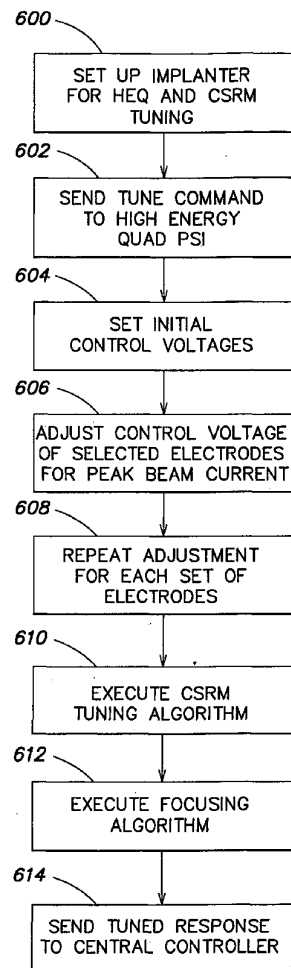 600
SET UP IMPLANTER
FOR HEQ AND CSRM
TUNING
602
SEND TUNE COMMAND
TO HIGH ENERGY
QUAD PSI
604
SET INITIAL
CONTROL VOLTAGES
606
ADJUST CONTROL VOLTAGE
OF SELECTED ELECTRODES
FOR PEAK BEAM CURRENT
608
REPEAT ADJUSTMENT
FOR EACH SET OF
ELECTRODES
610
EXECUTE CSRM
TUNING ALGORITHM
612
EXECUTE FOCUSING
ALGORITHM
614
SEND TUNED RESPONSE
TO CENTRAL CONTROLLER